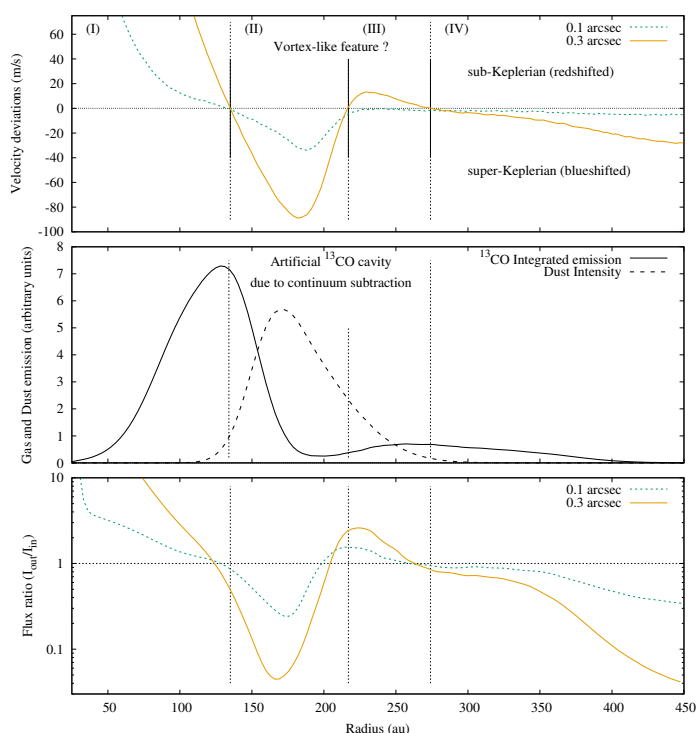 (I)
(II)
(III)
(IV)
0.1 arcsec
0.3 arcsec
Vortex-like feature ?
sub-Keplerian (redshifted)
super-Keplerian (blueshifted)
Velocity deviations (m/s)
60
40
20
0
-20
-40
-60
-80
-100
Artificial ¹³CO cavity
due to continuum subtraction
¹³CO Integrated emission
Dust Intensity
Gas and Dust emission (arbitrary units)
8
7
6
5
4
3
2
1
0
0.1 arcsec
0.3 arcsec
Flux ratio (I_out/I_in)
10
1
0.1
50
100
150
200
250
300
350
400
450
Radius (au)